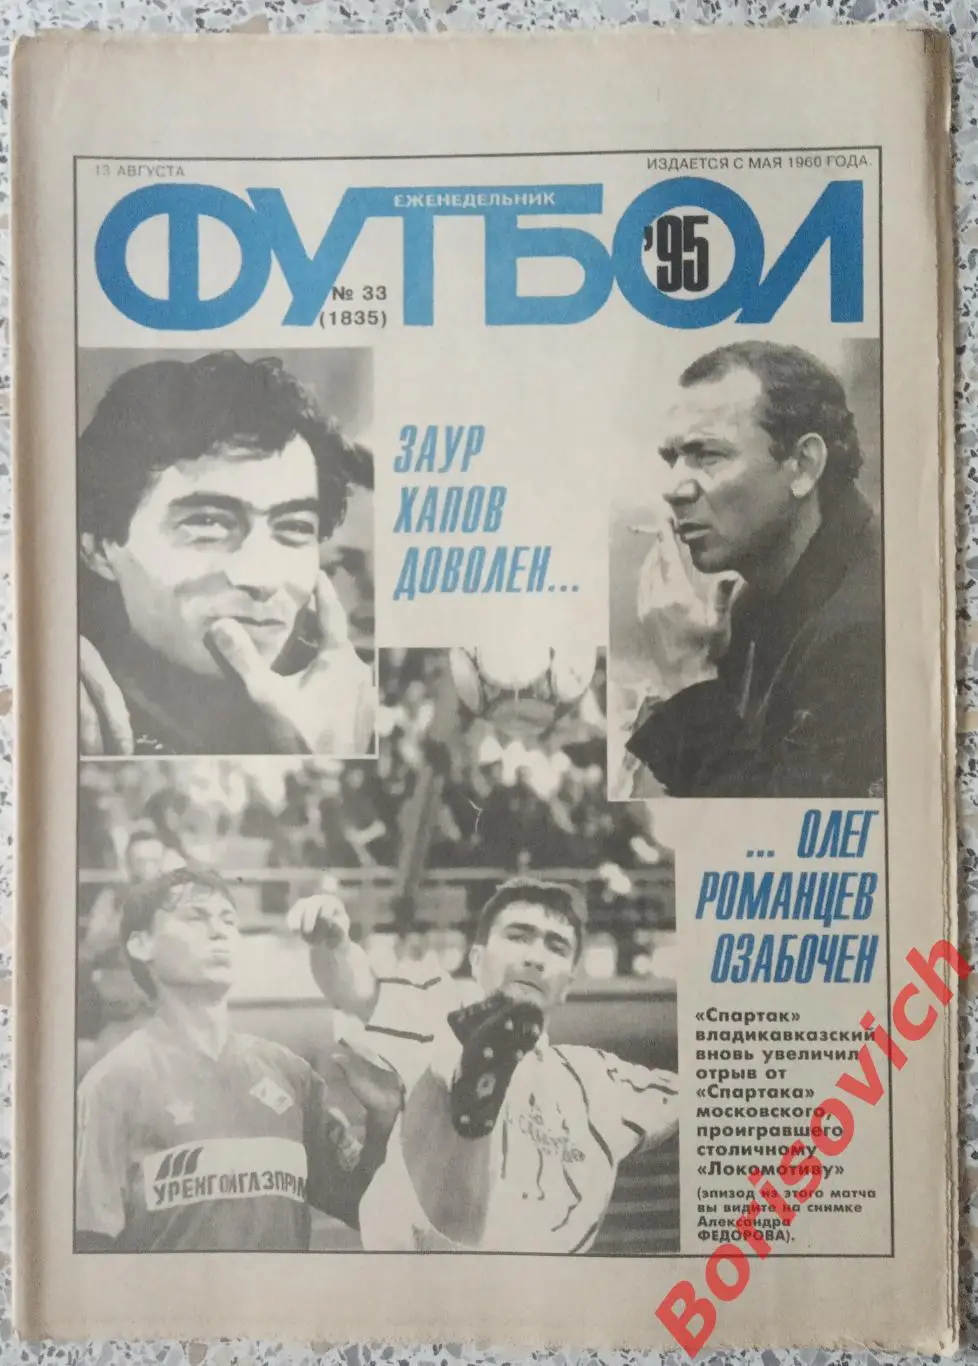 13 АВГУСТА
ИЗДАЕТСЯ С МАЯ 1960 ГОДА.
ЕЖЕНЕДЕЛЬНИК
ФУТБОЛ
'95
№ 33
(1835)
ЗАУР
ХАПОВ
ДОВОЛЕН...
... ОЛЕГ
РОМАНЦЕВ
ОЗАБОЧЕН
«Спартак»
владикавказский
вновь увеличил
отрыв от
«Спартака»
московского,
проигравшего
столичному
«Локомотиву»
(эпизод из этого матча
вы видите на снимке
Александра
ФЕДОРОВА).
УРЕНГОЙГАЗПРОМ
Borisovich